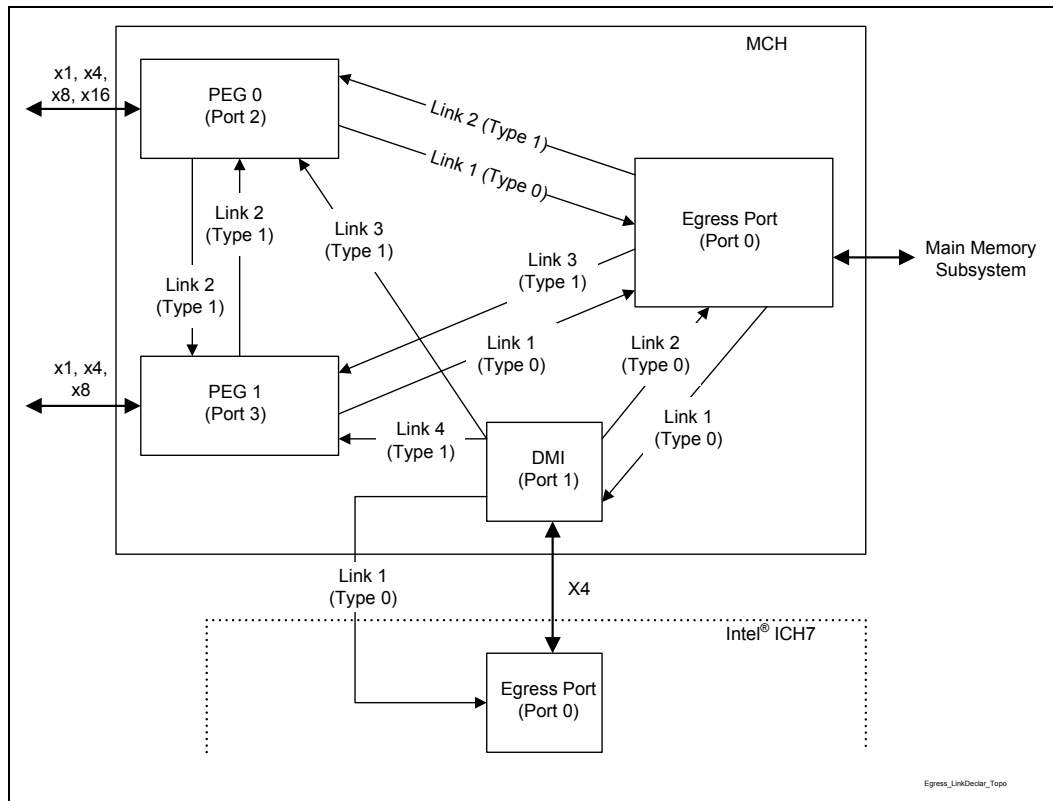 MCH
x1, x4,
x8, x16
PEG 0
(Port 2)
Link 2 (Type 1)
Link 1 (Type 0)
Egress Port
(Port 0)
Main Memory
Subsystem
Link 2
(Type 1)
Link 3
(Type 1)
Link 2
(Type 1)
Link 3
(Type 1)
Link 1
(Type 0)
Link 2
(Type 0)
Link 1
(Type 0)
x1, x4,
x8
PEG 1
(Port 3)
Link 4
(Type 1)
DMI
(Port 1)
Link 1
(Type 0)
X4
Intel® ICH7
Egress Port
(Port 0)
Egress_LinkDeclar_Topo